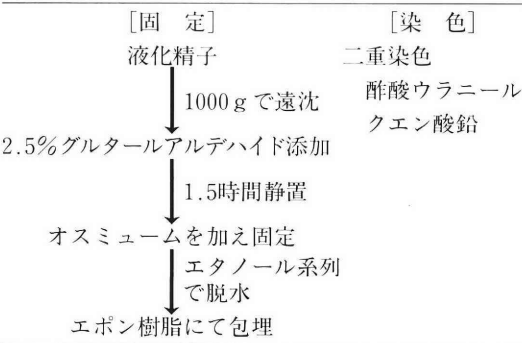 [固 定]
液化精子
1000gで遠沈
2.5%グルタールアルデハイド添加
1.5時間静置
オスミュームを加え固定
エタノール系列
で脱水
エポン樹脂にて包埋
[染 色]
二重染色
酢酸ウラニール
クエン酸鉛